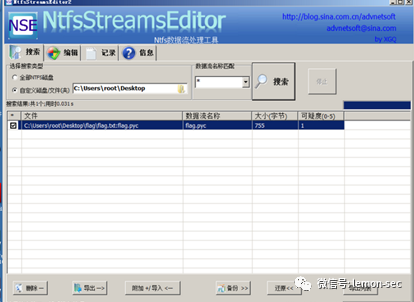 NtfsStreamsEditor2
NSE
NtfsStreamsEditor
http://blog.sina.com.cn/advnetsoft
advnetsoft@sina.com
Ntfs数据流处理工具
by XGQ
搜索 编辑 记录 信息
选择搜索类型 数据流名称匹配
全部NTFS磁盘
自定义磁盘/文件(夹) C:\Users\root\Desktop
* 搜索 停止
搜索结果:共1个;用时0.031s
* 文件 数据流名称 大小(字节) 可疑度(0-5)
C:\Users\root\Desktop\flag\flag.txt:flag.pyc flag.pyc 755 1
删除 — 导出 --> 附加 +/导入 <-- 备份 >> 还原<<
微信号: lemon-sec